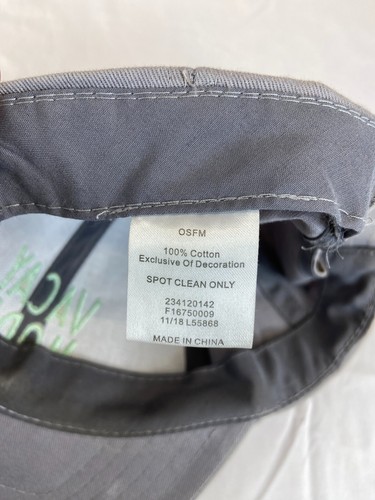 OSFM
100% Cotton
Exclusive Of Decoration
SPOT CLEAN ONLY
234120142
F16750009
11/18 L55868
MADE IN CHINA